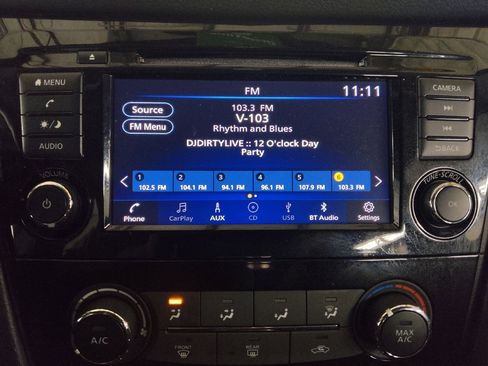 MENU
FM
11:11
CAMERA
Source
103.3 FM
V-103
FM Menu
Rhythm and Blues
DJDIRTYLIVE :: 12 O'clock Day
Party
AUDIO
BACK
VOLUME
TUNE·SCROLL
1 2 3 4 5 6
102.5 FM 104.1 FM 94.1 FM 96.1 FM 107.9 FM 103.3 FM
OK
Phone CarPlay AUX CD USB BT Audio Settings
A/C
MAX
A/C
FRONT
REAR